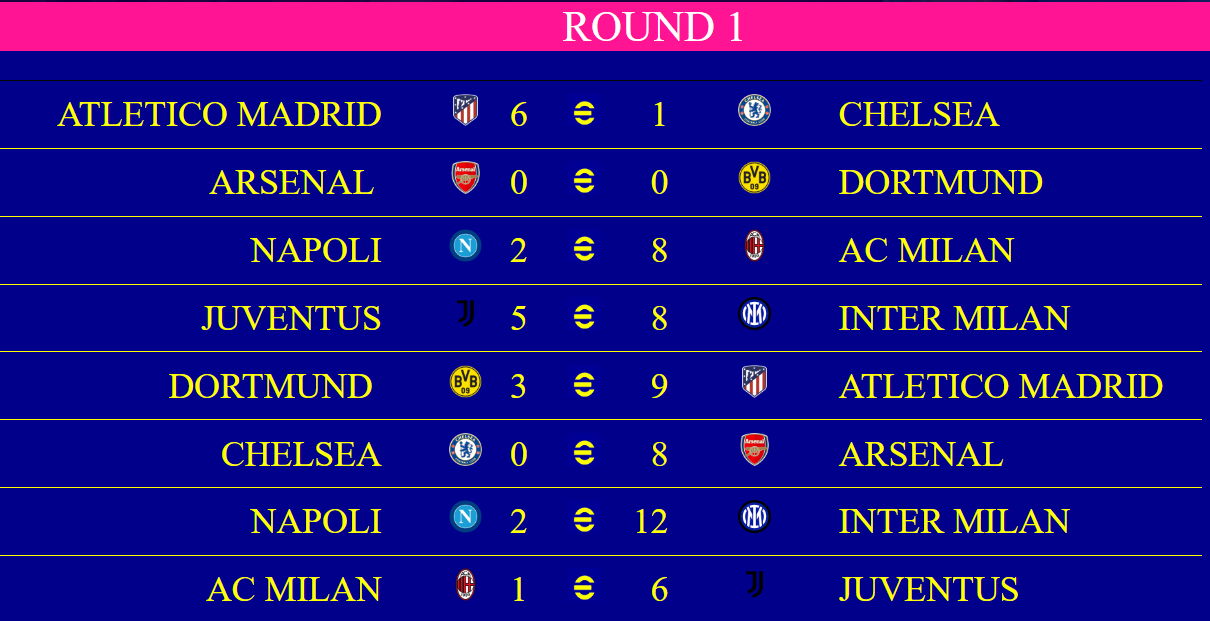 ROUND 1
ATLETICO MADRID 6 1 CHELSEA
ARSENAL 0 0 DORTMUND
NAPOLI 2 8 AC MILAN
JUVENTUS 5 8 INTER MILAN
DORTMUND 3 9 ATLETICO MADRID
CHELSEA 0 8 ARSENAL
NAPOLI 2 12 INTER MILAN
AC MILAN 1 6 JUVENTUS